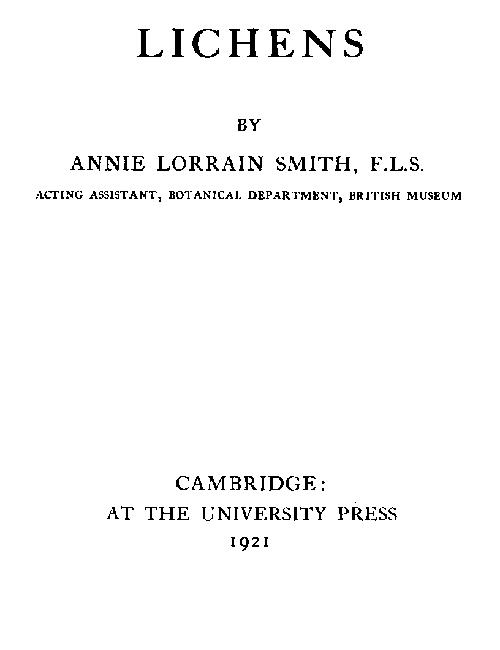 LICHENS
BY
ANNIE LORRAIN SMITH, F.L.S.
ACTING ASSISTANT, BOTANICAL DEPARTMENT, BRITISH MUSEUM
CAMBRIDGE:
AT THE UNIVERSITY PRESS
1921